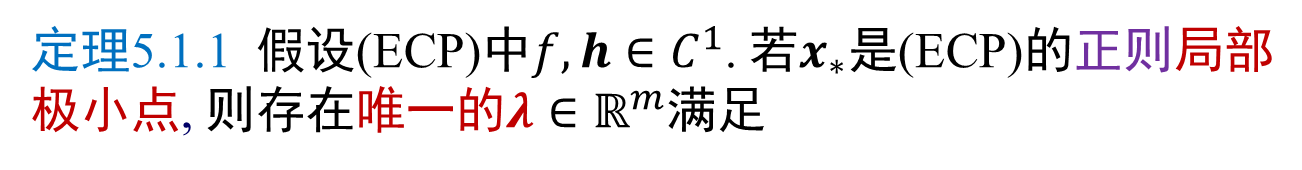 定理5.1.1 假设(ECP)中f, h ∈ C¹. 若x*是(ECP)的正则局部
极小点, 则存在唯一的λ ∈ ℝᵐ满足